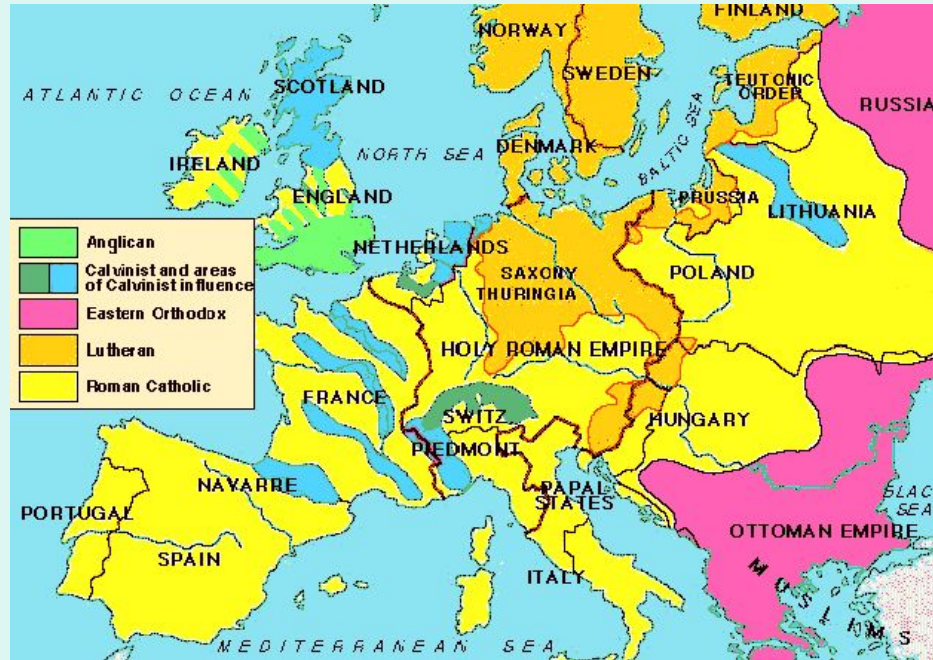 FINLAND
NORWAY
SWEDEN
SCOTLAND
TEUTONIC
ORDER
ATLANTIC OCEAN
RUSSIA
BALTIC SEA
NORTH SEA
DENMARK
IRELAND
ENGLAND
PRUSSIA
LITHUANIA
NETHERLANDS
SAXONY
THURINGIA
POLAND
Anglican
Calvinist and areas
of Calvinist influence
Eastern Orthodox
Lutheran
Roman Catholic
HOLY ROMAN EMPIRE
FRANCE
SWITZ
HUNGARY
PIEDMONT
NAVARRE
PAPAL
STATES
SLAC
SEA
PORTUGAL
OTTOMAN EMPIRE
SPAIN
ITALY
MUSLIMS
MEDITERRANEAN SEA